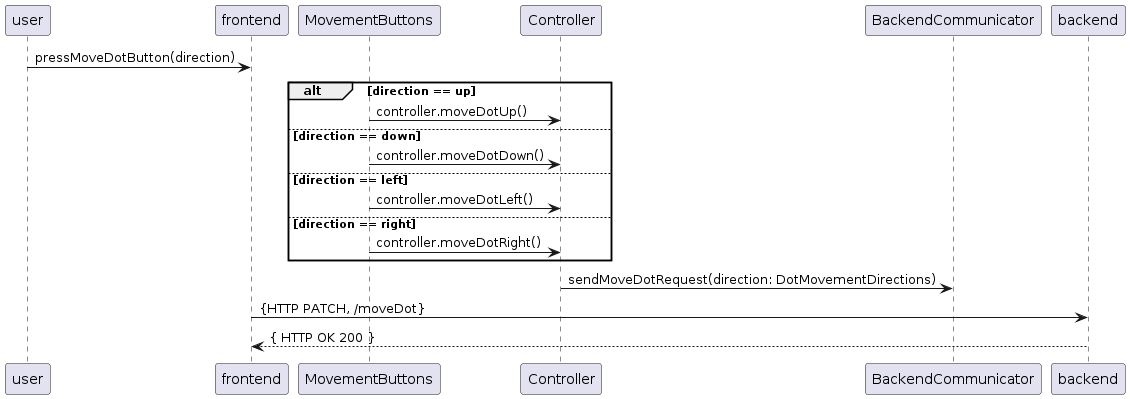 user frontend MovementButtons Controller BackendCommunicator backend
pressMoveDotButton(direction)
alt [direction == up]
controller.moveDotUp()
[direction == down]
controller.moveDotDown()
[direction == left]
controller.moveDotLeft()
[direction == right]
controller.moveDotRight()
sendMoveDotRequest(direction: DotMovementDirections)
{HTTP PATCH, /moveDot}
{ HTTP OK 200 }
user frontend MovementButtons Controller BackendCommunicator backend